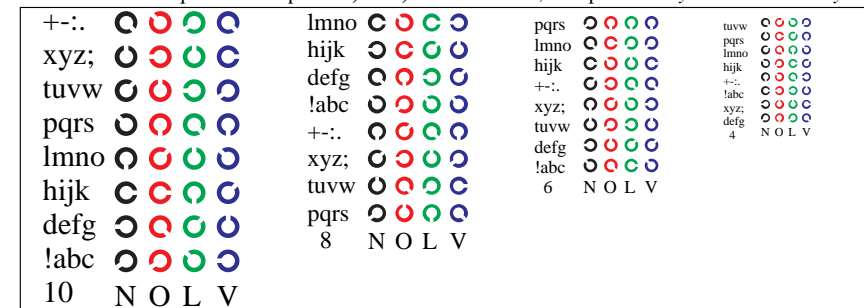 +-:.
xyz;
tuvw
pqrs
lmno
hijk
defg
!abc
10 N O L V
lmno
hijk
defg
!abc
+-:.
xyz;
tuvw
pqrs
8 N O L V
pqrs
lmno
hijk
+-:.
xyz;
tuvw
defg
!abc
6 N O L V
tuvw
pqrs
lmno
hijk
+-:.
!abc
xyz;
defg
4 N O L V